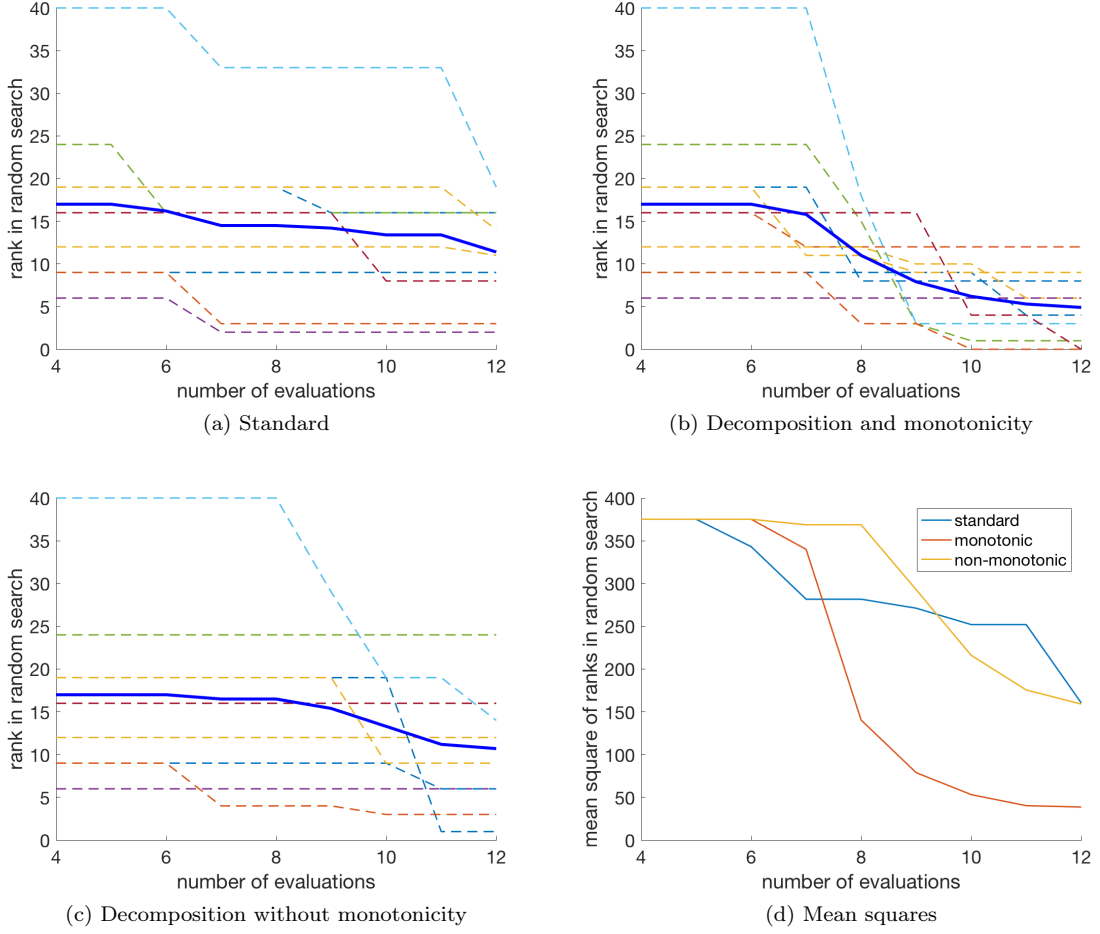 40
35
30
25
20
15
10
5
0
rank in random search
4 6 8 10 12
number of evaluations
(a) Standard
40
35
30
25
20
15
10
5
0
rank in random search
4 6 8 10 12
number of evaluations
(b) Decomposition and monotonicity
40
35
30
25
20
15
10
5
0
rank in random search
4 6 8 10 12
number of evaluations
(c) Decomposition without monotonicity
400
350
300
250
200
150
100
50
0
mean square of ranks in random search
standard
monotonic
non-monotonic
4 6 8 10 12
number of evaluations
(d) Mean squares